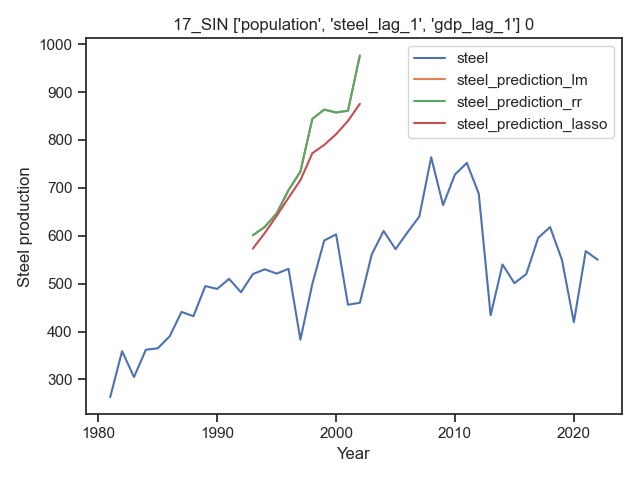 17_SIN ['population', 'steel_lag_1', 'gdp_lag_1'] 0
1000
900
800
700
600
500
400
300
Steel production
steel
steel_prediction_lm
steel_prediction_rr
steel_prediction_lasso
1980
1990
2000
2010
2020
Year